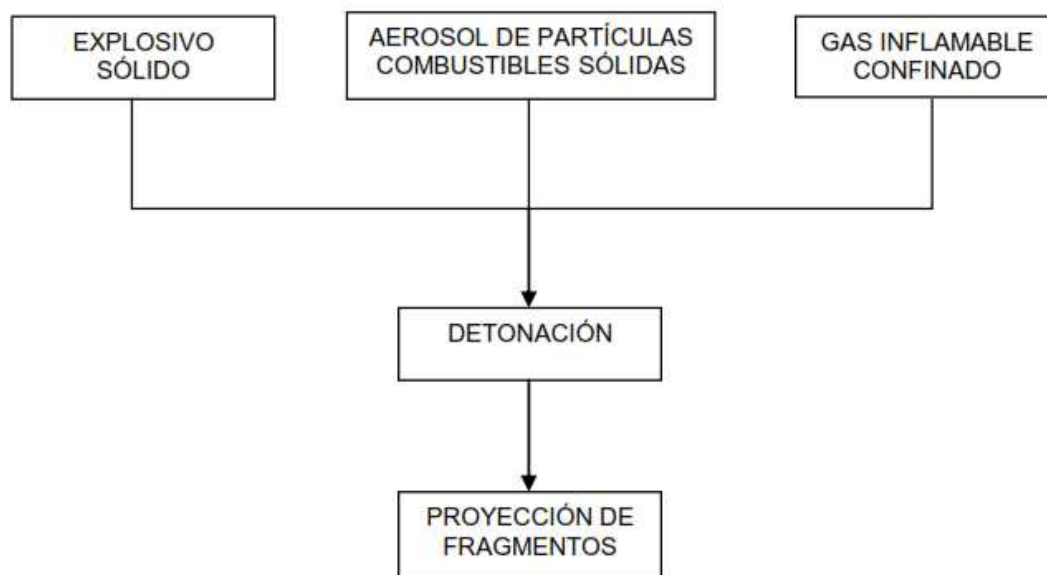 EXPLOSIVO
SÓLIDO
AEROSOL DE PARTÍCULAS
COMBUSTIBLES SÓLIDAS
GAS INFLAMABLE
CONFINADO
DETONACIÓN
PROYECCIÓN DE
FRAGMENTOS